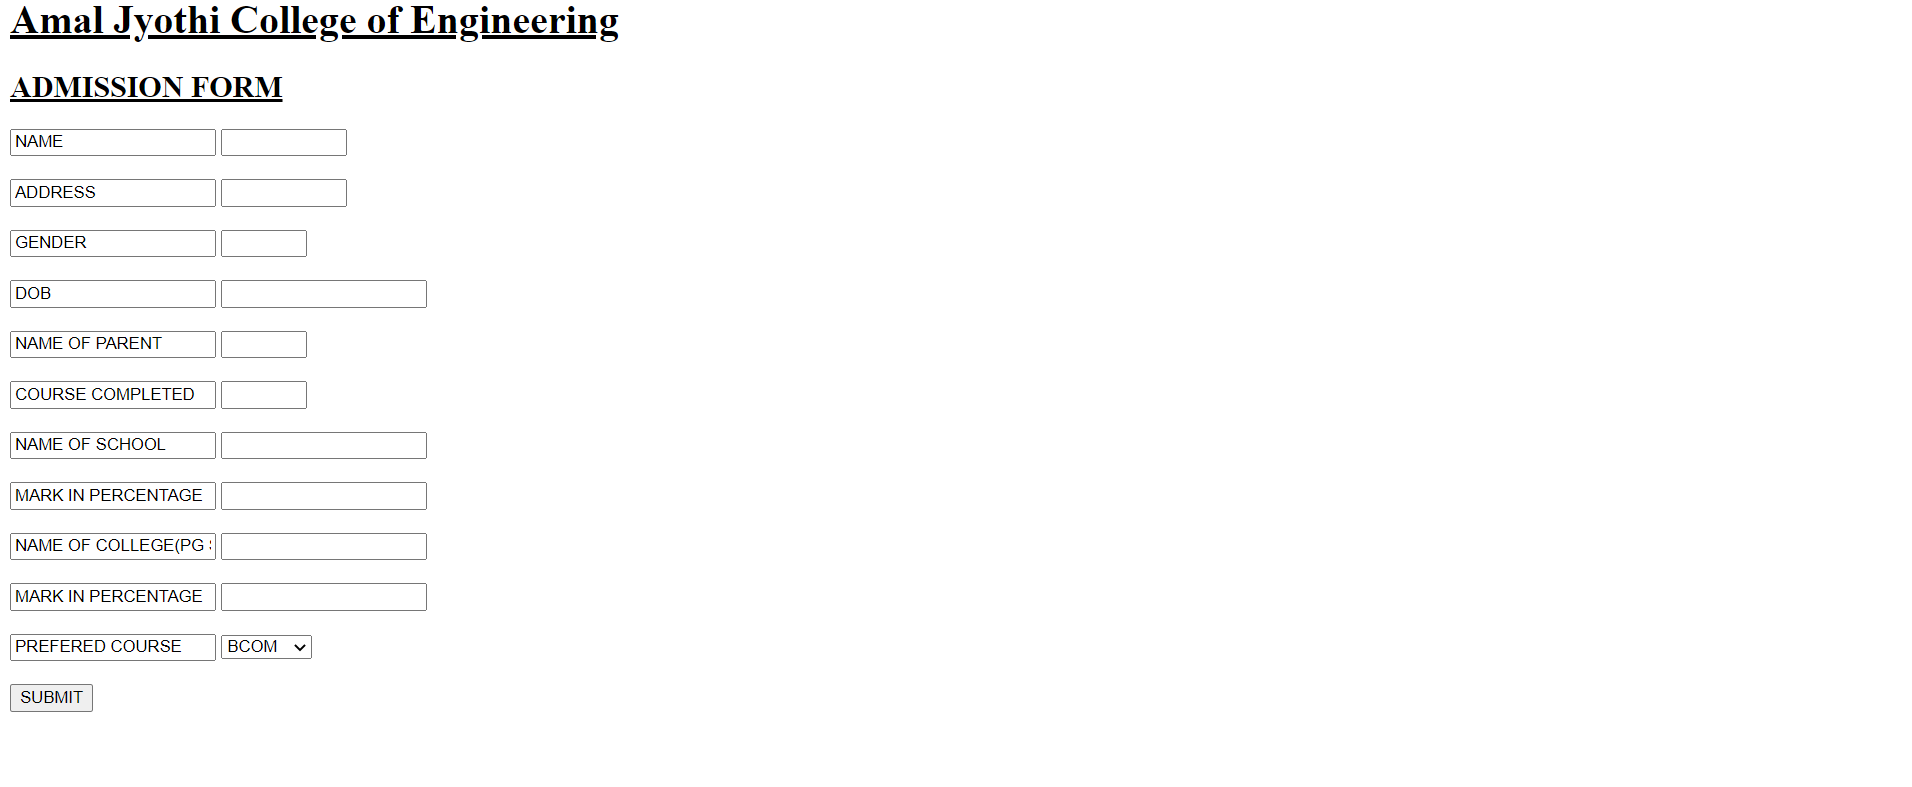 Amal Jyothi College of Engineering
ADMISSION FORM
NAME
ADDRESS
GENDER
DOB
NAME OF PARENT
COURSE COMPLETED
NAME OF SCHOOL
MARK IN PERCENTAGE
NAME OF COLLEGE(PG
MARK IN PERCENTAGE
PREFERED COURSE BCOM
SUBMIT